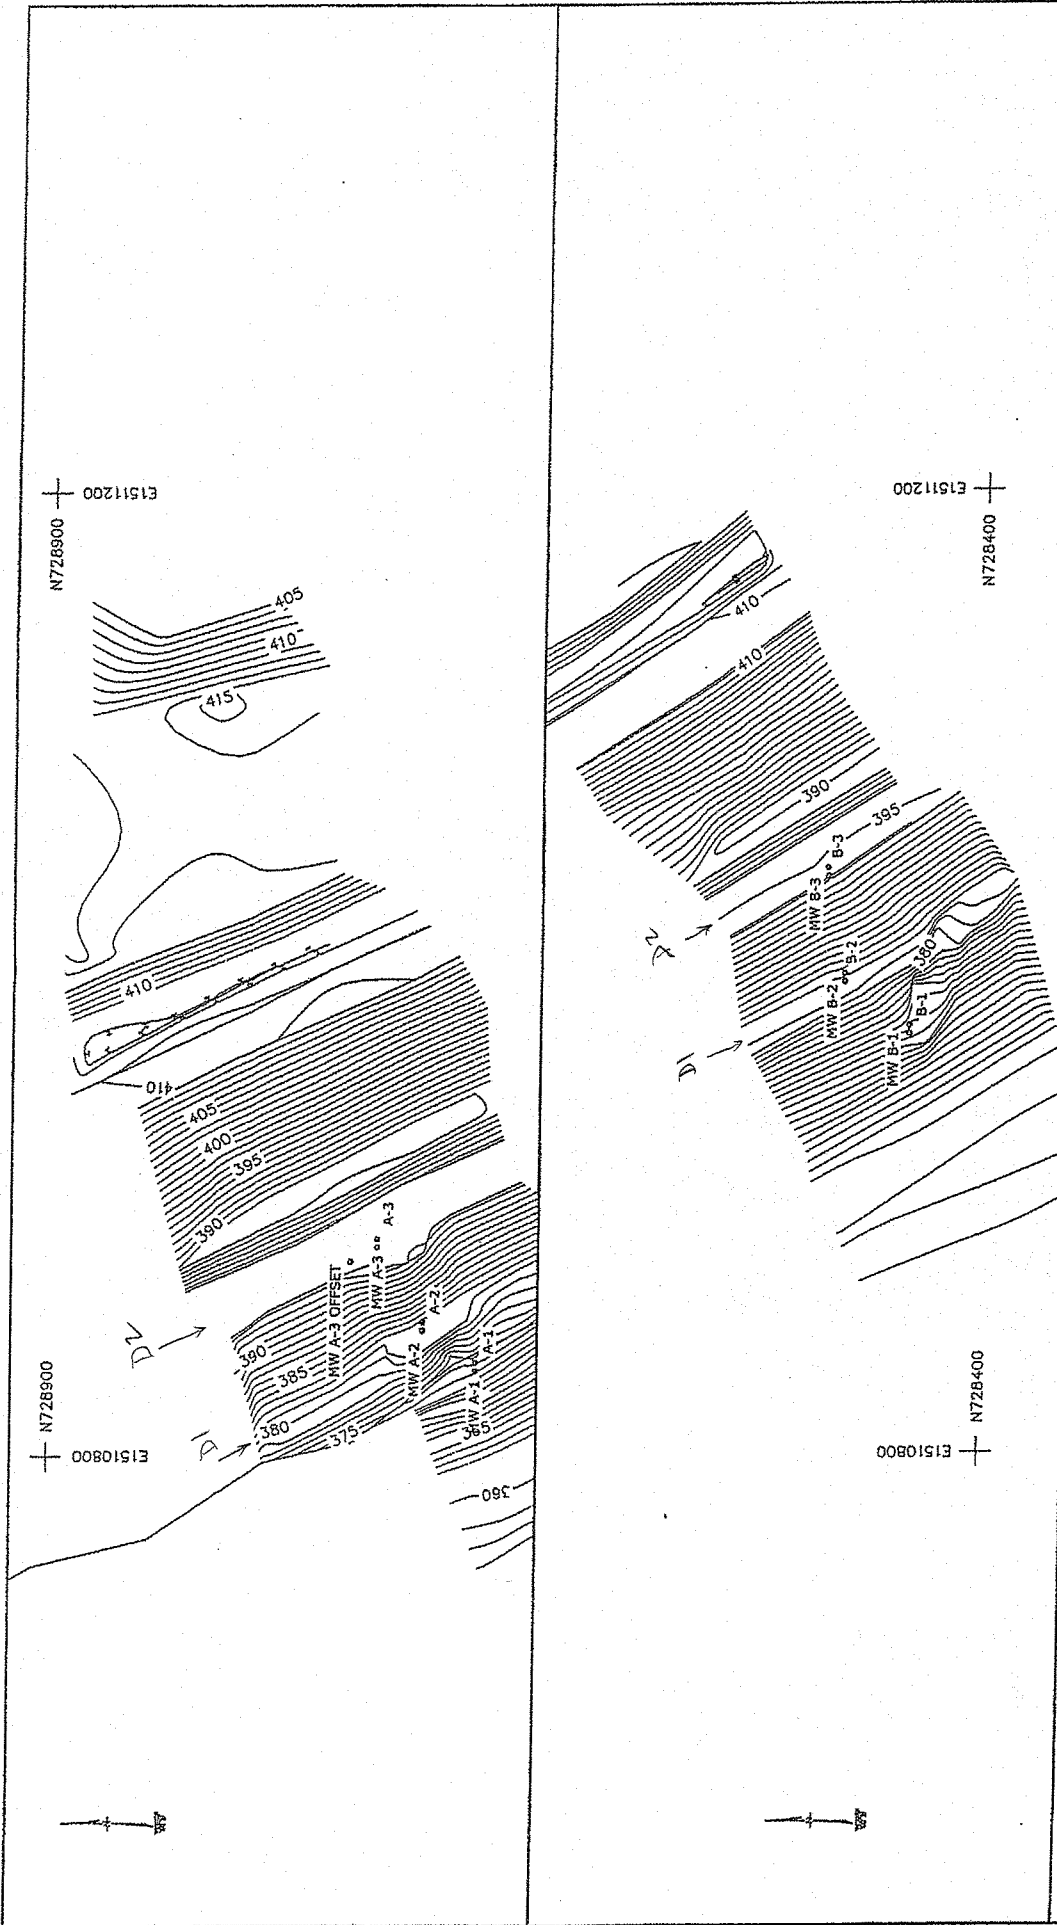 E1511200
N728900
405
410
415
410
410
405
400
395
390
D2
390
385
380
375
MW A-3 OFFSET
MW A-3
A-3
MW A-2
A-2
MW A-1
A-1
365
360
D1
N728900
E1510800
E1511200
N728400
410
410
390
395
MW B-3
B-3
MW B-2
B-2
380
MW B-1
B-1
D1
N728400
E1510800